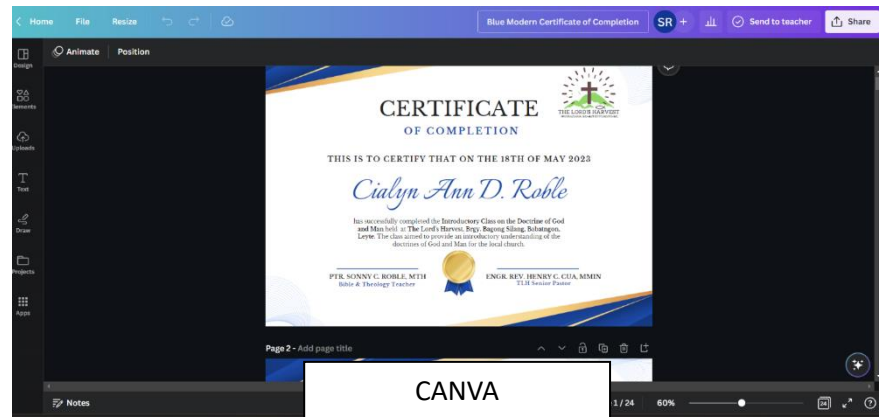 Home File Resize Blue Modern Certificate of Completion SR + Send to teacher Share
Animate Position
Design
Elements
Uploads
Text
Draw
Projects
Apps
THE LORD'S HARVEST
CERTIFICATE
OF COMPLETION
THIS IS TO CERTIFY THAT ON THE 18TH OF MAY 2023
Cialyn Ann D. Roble
has successfully completed the Introductory Class on the Doctrine of God
and Man held at The Lord's Harvest, Brgy. Bagong Silang, Babatngon,
Leyte. The class aimed to provide an introductory understanding of the
doctrines of God and Man for the local church.
PTR. SONNY C. ROBLE, MTH
Bible & Theology Teacher
ENGR. REV. HENRY C. CUA, MMIN
TLH Senior Pastor
Page 2 - Add page title
CANVA
Notes 1 / 24 60% 24